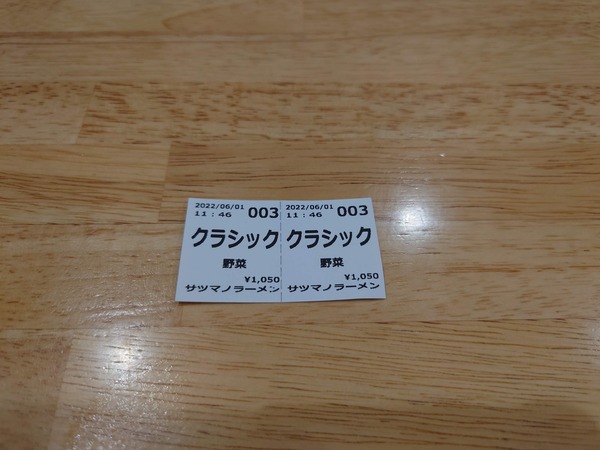 2022/06/01
11:46 003
クラシック
野菜
¥1,050
サツマノラーメン
2022/06/01
11:46 003
クラシック
野菜
¥1,050
サツマノラーメン